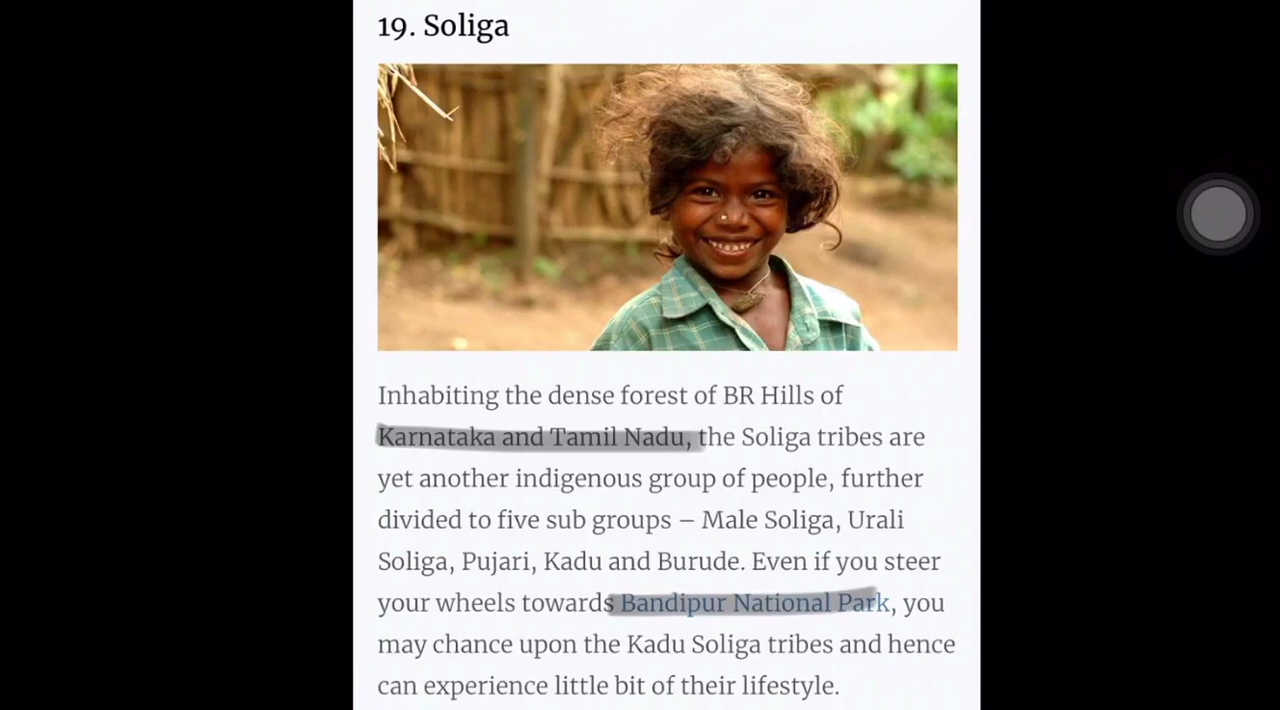 19. Soliga
Inhabiting the dense forest of BR Hills of
Karnataka and Tamil Nadu, the Soliga tribes are
yet another indigenous group of people, further
divided to five sub groups – Male Soliga, Urali
Soliga, Pujari, Kadu and Burude. Even if you steer
your wheels towards Bandipur National Park, you
may chance upon the Kadu Soliga tribes and hence
can experience little bit of their lifestyle.